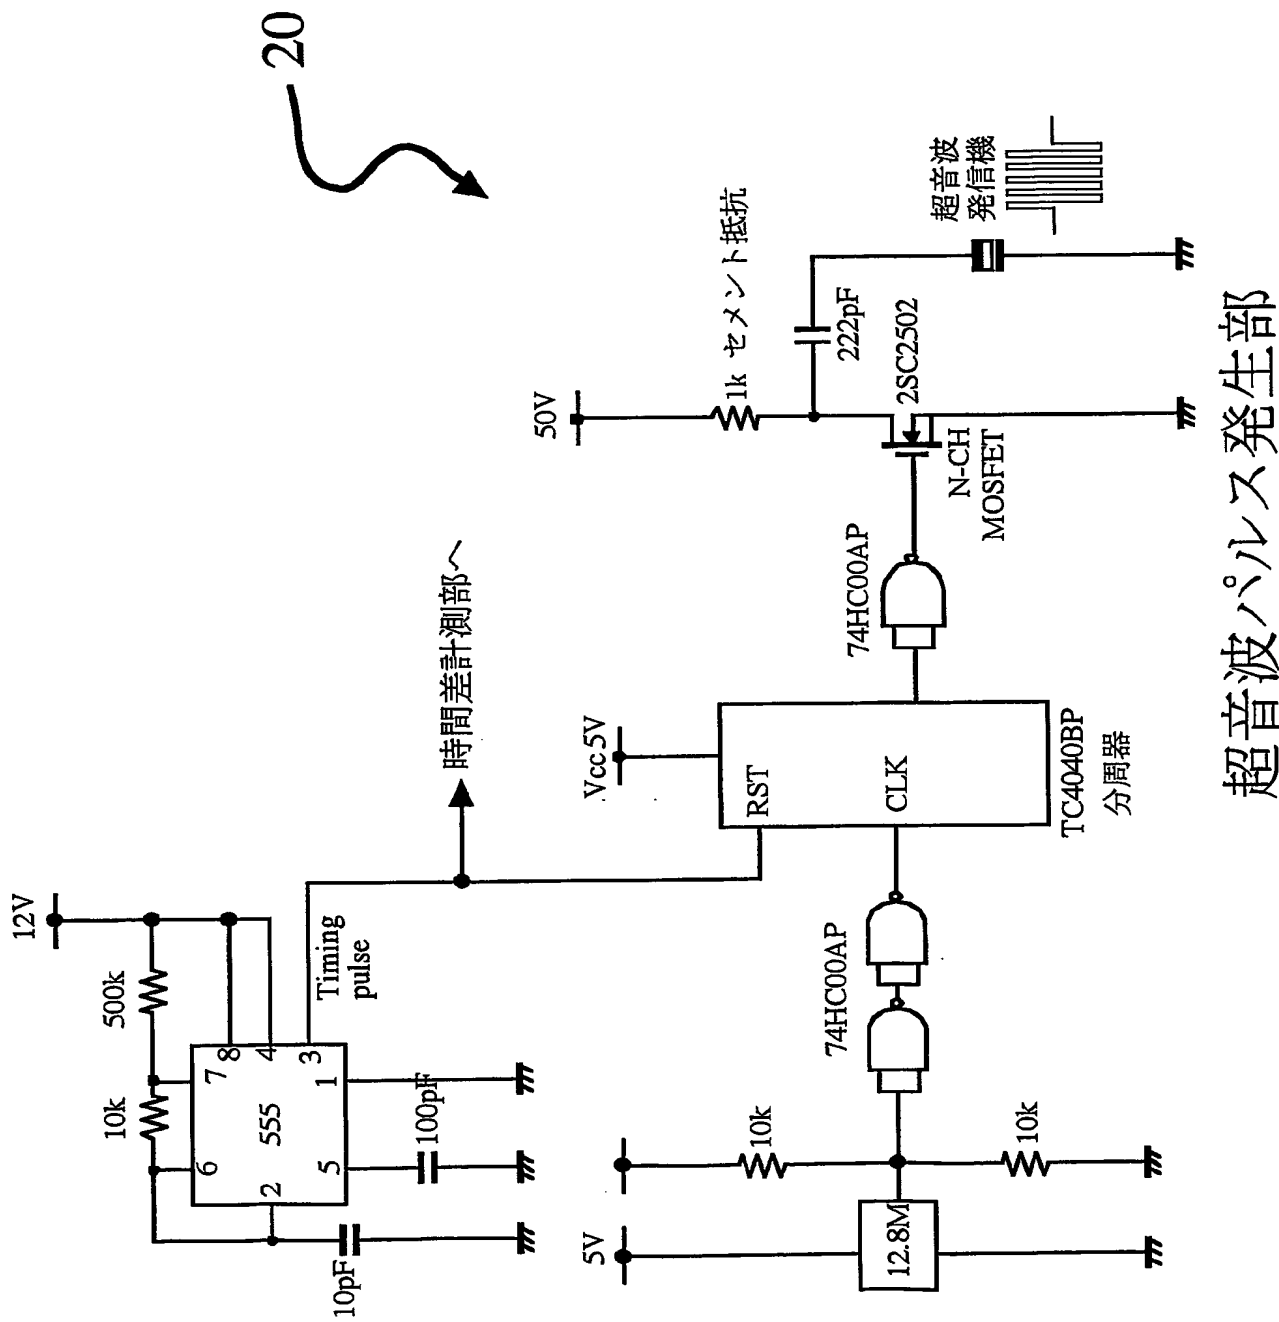 20
12V
500k
10k
7
8
4
3
6
555
1
2
5
Timing
pulse
100pF
10pF
時間差計測部へ
50V
1k セメント抵抗
222pF
2SC2502
N-CH
MOSFET
超音波
発信機
Vcc 5V
RST
CLK
TC4040BP
分周器
74HC00AP
74HC00AP
5V
12.8M
10k
10k
超音波パルス発生部